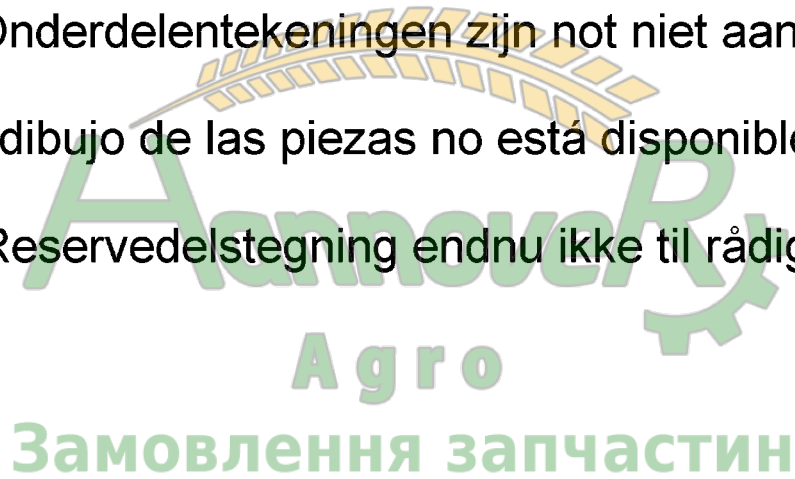 Onderdelentekeningen zijn not niet aan
dibujo de las piezas no está disponible
Reservedelstegning endnu ikke til rådig
HannoveR
Agro
Замовлення запчастин